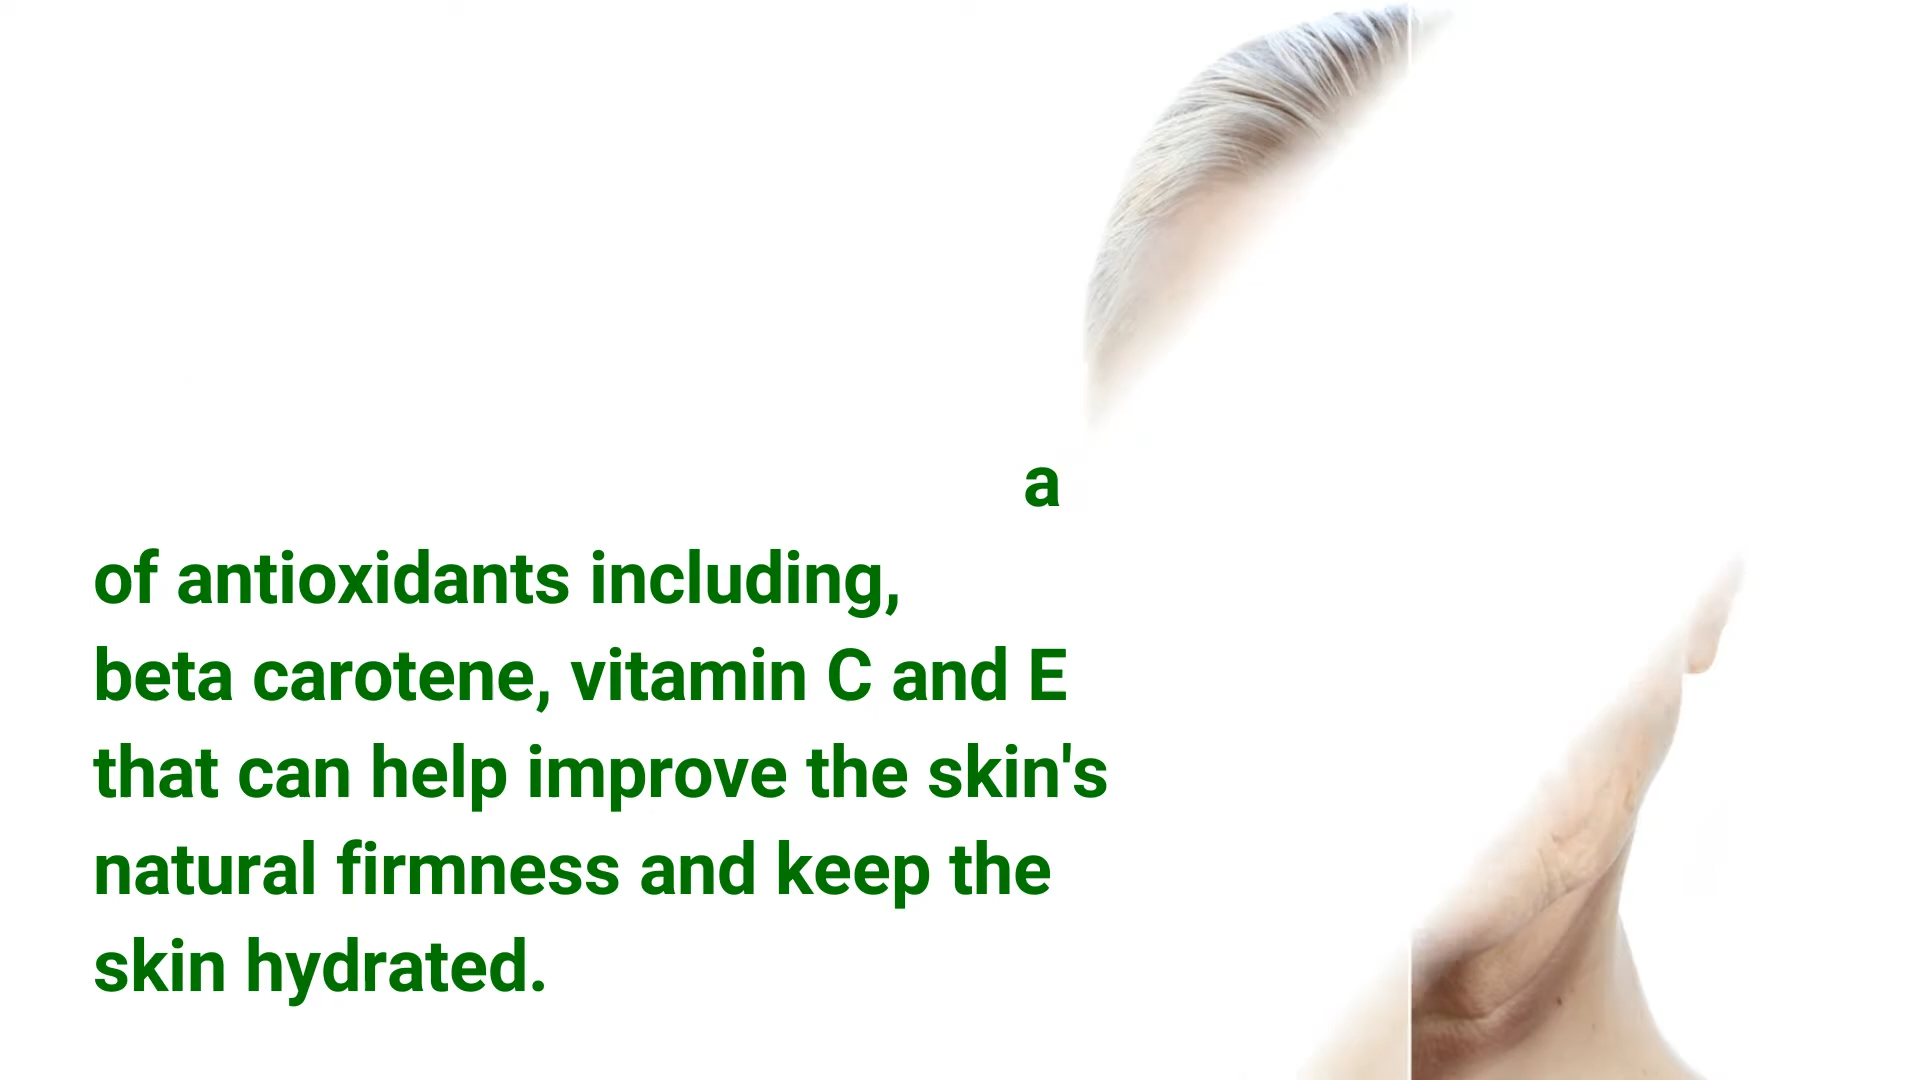 a
of antioxidants including,
beta carotene, vitamin C and E
that can help improve the skin's
natural firmness and keep the
skin hydrated.